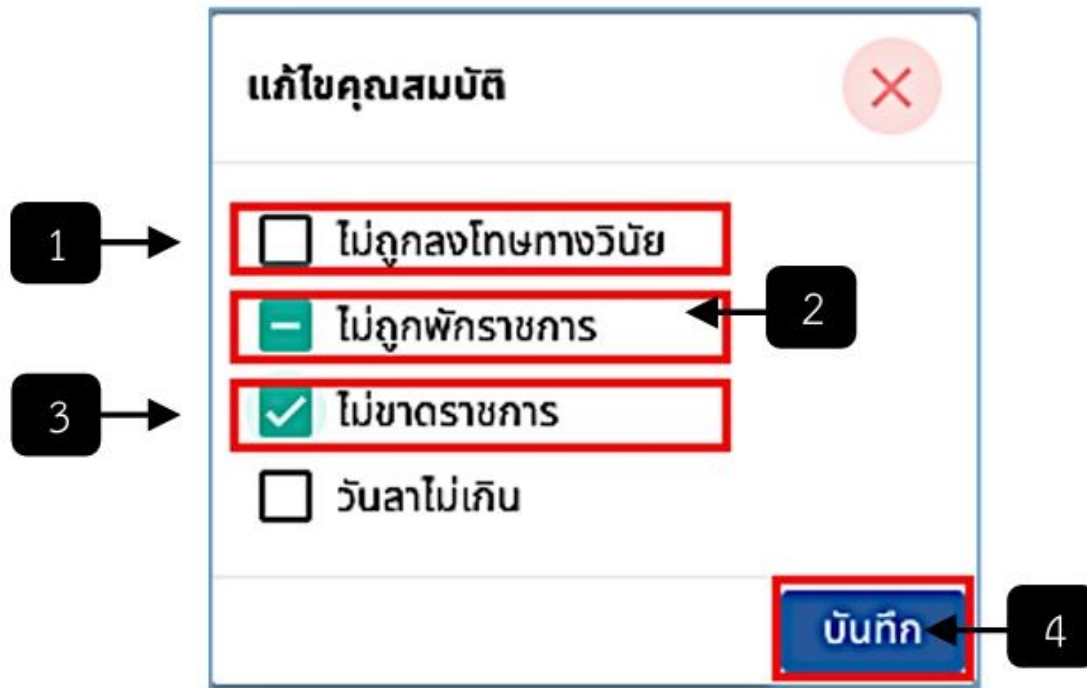 แก้ไขคุณสมบัติ
1
ไม่ถูกลงโทษทางวินัย
2
ไม่ถูกพักราชการ
3
ไม่ขาดราชการ
วันลาไม่เกิน
บันทึก
4